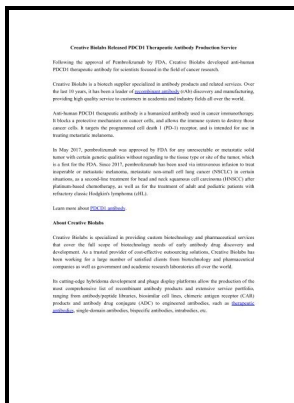 Creative Biolabs Released PDCD1 Therapeutic Antibody Production Service
Following the approval of Pembrolizumab by FDA, Creative Biolabs developed anti-human
PDCD1 therapeutic antibody for scientists focused in the field of cancer research.
Creative Biolabs is a biotech supplier specialized in antibody products and related services. Over
the last 10 years, it has been a leader of recombinant antibody (rAb) discovery and manufacturing,
providing high quality service to customers in academia and industry fields all over the world.
Anti-human PDCD1 therapeutic antibody is a humanized antibody used in cancer immunotherapy.
It blocks a protective mechanism on cancer cells, and allows the immune system to destroy those
cancer cells. It targets the programmed cell death 1 (PD-1) receptor, and is intended for use in
treating metastatic melanoma.
In May 2017, pembrolizumab was approved by FDA for any unresectable or metastatic solid
tumor with certain genetic qualities without regarding to the tissue type or site of the tumor, which
is a first for the FDA. Since 2017, pembrolizumab has been used via intravenous infusion to treat
inoperable or metastatic melanoma, metastatic non-small cell lung cancer (NSCLC) in certain
situations, as a second-line treatment for head and neck squamous cell carcinoma (HNSCC) after
platinum-based chemotherapy, as well as for the treatment of adult and pediatric patients with
refractory classic Hodgkin's lymphoma (cHL).
Learn more about PDCD1 antibody.
About Creative Biolabs
Creative Biolabs is specialized in providing custom biotechnology and pharmaceutical services
that cover the full scope of biotechnology needs of early antibody drug discovery and
development. As a trusted provider of cost-effective outsourcing solutions, Creative Biolabs has
been working for a large number of satisfied clients from biotechnology and pharmaceutical
companies as well as government and academic research laboratories all over the world.
Its cutting-edge hybridoma development and phage display platforms allow the production of the
most comprehensive list of recombinant antibody products and extensive service portfolio,
ranging from antibody/peptide libraries, biosimilar cell lines, chimeric antigen receptor (CAR)
products and antibody drug conjugate (ADC) to engineered antibodies, such as therapeutic
antibodies, single-domain antibodies, bispecific antibodies, intrabodies, etc.